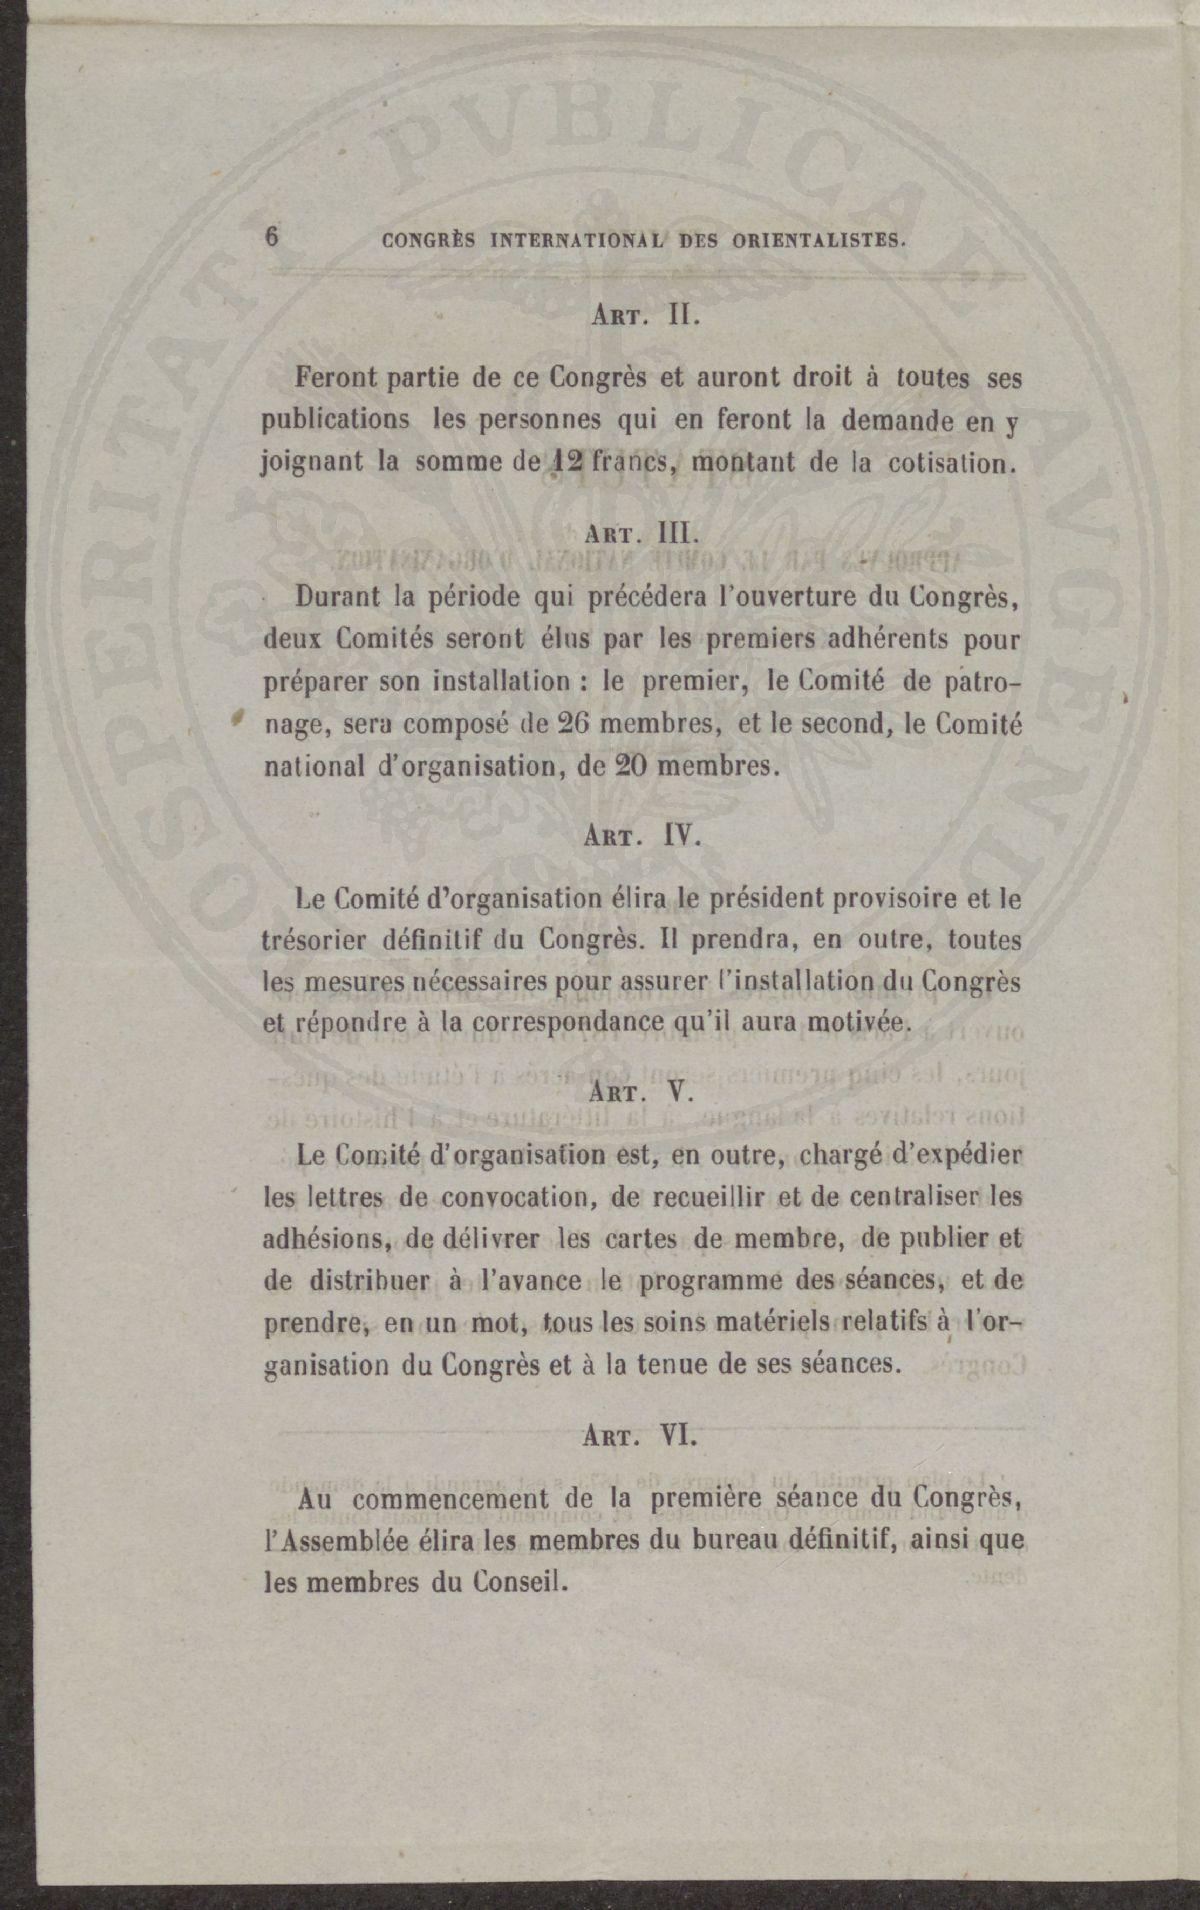 PROSPERITATI PVBLICAE AVGENDAE
6 CONGRÈS INTERNATIONAL DES ORIENTALISTES.
ART. II.
Feront partie de ce Congrès et auront droit à toutes ses
publications les personnes qui en feront la demande en y
joignant la somme de 12 francs, montant de la cotisation.
ART. III.
Durant la période qui précédera l'ouverture du Congrès,
deux Comités seront élus par les premiers adhérents pour
préparer son installation : le premier, le Comité de patro-
nage, sera composé de 26 membres, et le second, le Comité
national d'organisation, de 20 membres.
ART. IV.
Le Comité d'organisation élira le président provisoire et le
trésorier définitif du Congrès. Il prendra, en outre, toutes
les mesures nécessaires pour assurer l'installation du Congrès
et répondre à la correspondance qu'il aura motivée.
ART. V.
Le Comité d'organisation est, en outre, chargé d'expédier
les lettres de convocation, de recueillir et de centraliser les
adhésions, de délivrer les cartes de membre, de publier et
de distribuer à l'avance le programme des séances, et de
prendre, en un mot, tous les soins matériels relatifs à l'or-
ganisation du Congrès et à la tenue de ses séances.
ART. VI.
Au commencement de la première séance du Congrès,
l'Assemblée élira les membres du bureau définitif, ainsi que
les membres du Conseil.